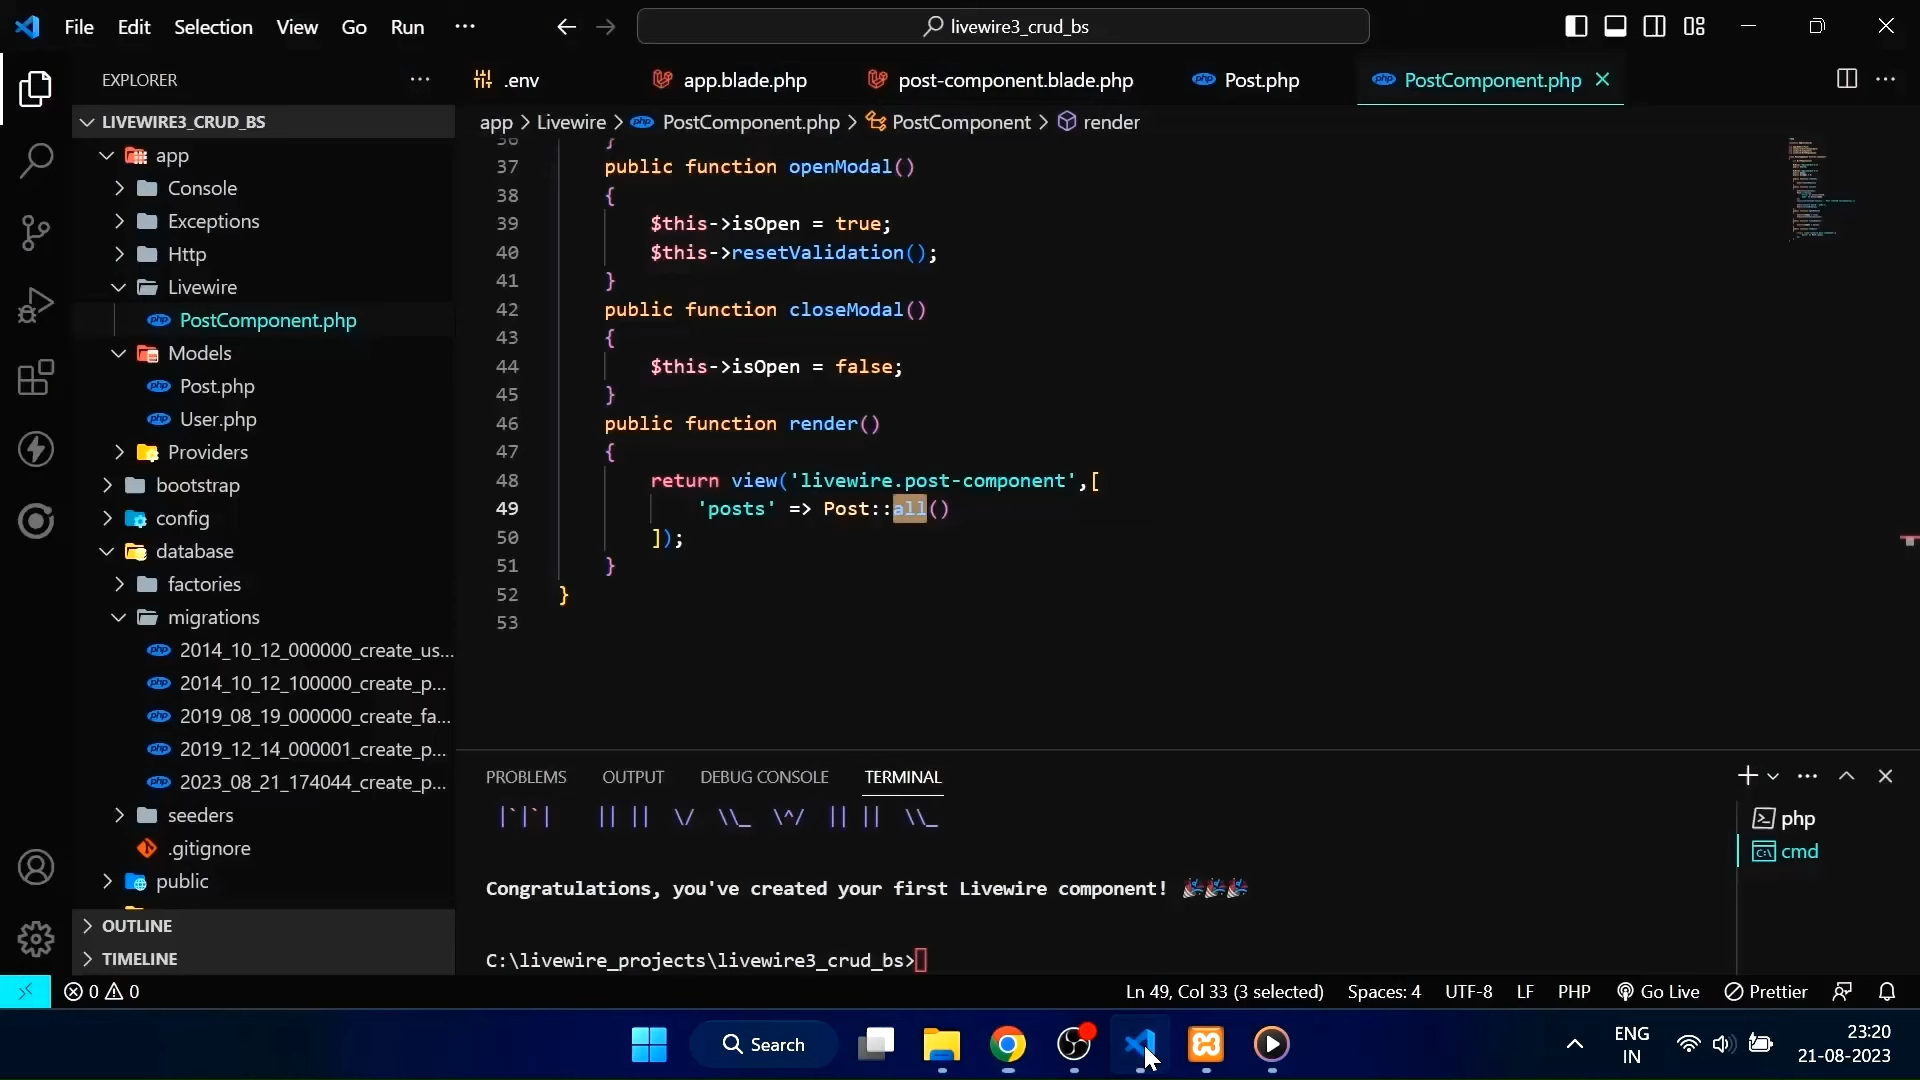 File Edit Selection View Go Run ···
livewire3_crud_bs
EXPLORER
LIVEWIRE3_CRUD_BS
app
Console
Exceptions
Http
Livewire
PostComponent.php
Models
Post.php
User.php
Providers
bootstrap
config
database
factories
migrations
2014_10_12_000000_create_us...
2014_10_12_100000_create_p...
2019_08_19_000000_create_fa...
2019_12_14_000001_create_p...
2023_08_21_174044_create_p...
seeders
.gitignore
public
OUTLINE
TIMELINE
.env app.blade.php post-component.blade.php Post.php PostComponent.php
app > Livewire > PostComponent.php > PostComponent > render
36 }
37 public function openModal()
38 {
39 $this->isOpen = true;
40 $this->resetValidation();
41 }
42 public function closeModal()
43 {
44 $this->isOpen = false;
45 }
46 public function render()
47 {
48 return view('livewire.post-component',[
49 'posts' => Post::all()
50 ]);
51 }
52 }
53
PROBLEMS OUTPUT DEBUG CONSOLE TERMINAL
|`|`| || || \/ \\_ \^/ || || \\_
Congratulations, you've created your first Livewire component! 🎉🎉🎉
C:\livewire_projects\livewire3_crud_bs>
php
cmd
0 0
Ln 49, Col 33 (3 selected) Spaces: 4 UTF-8 LF PHP Go Live Prettier
Search
ENG
IN
23:20
21-08-2023